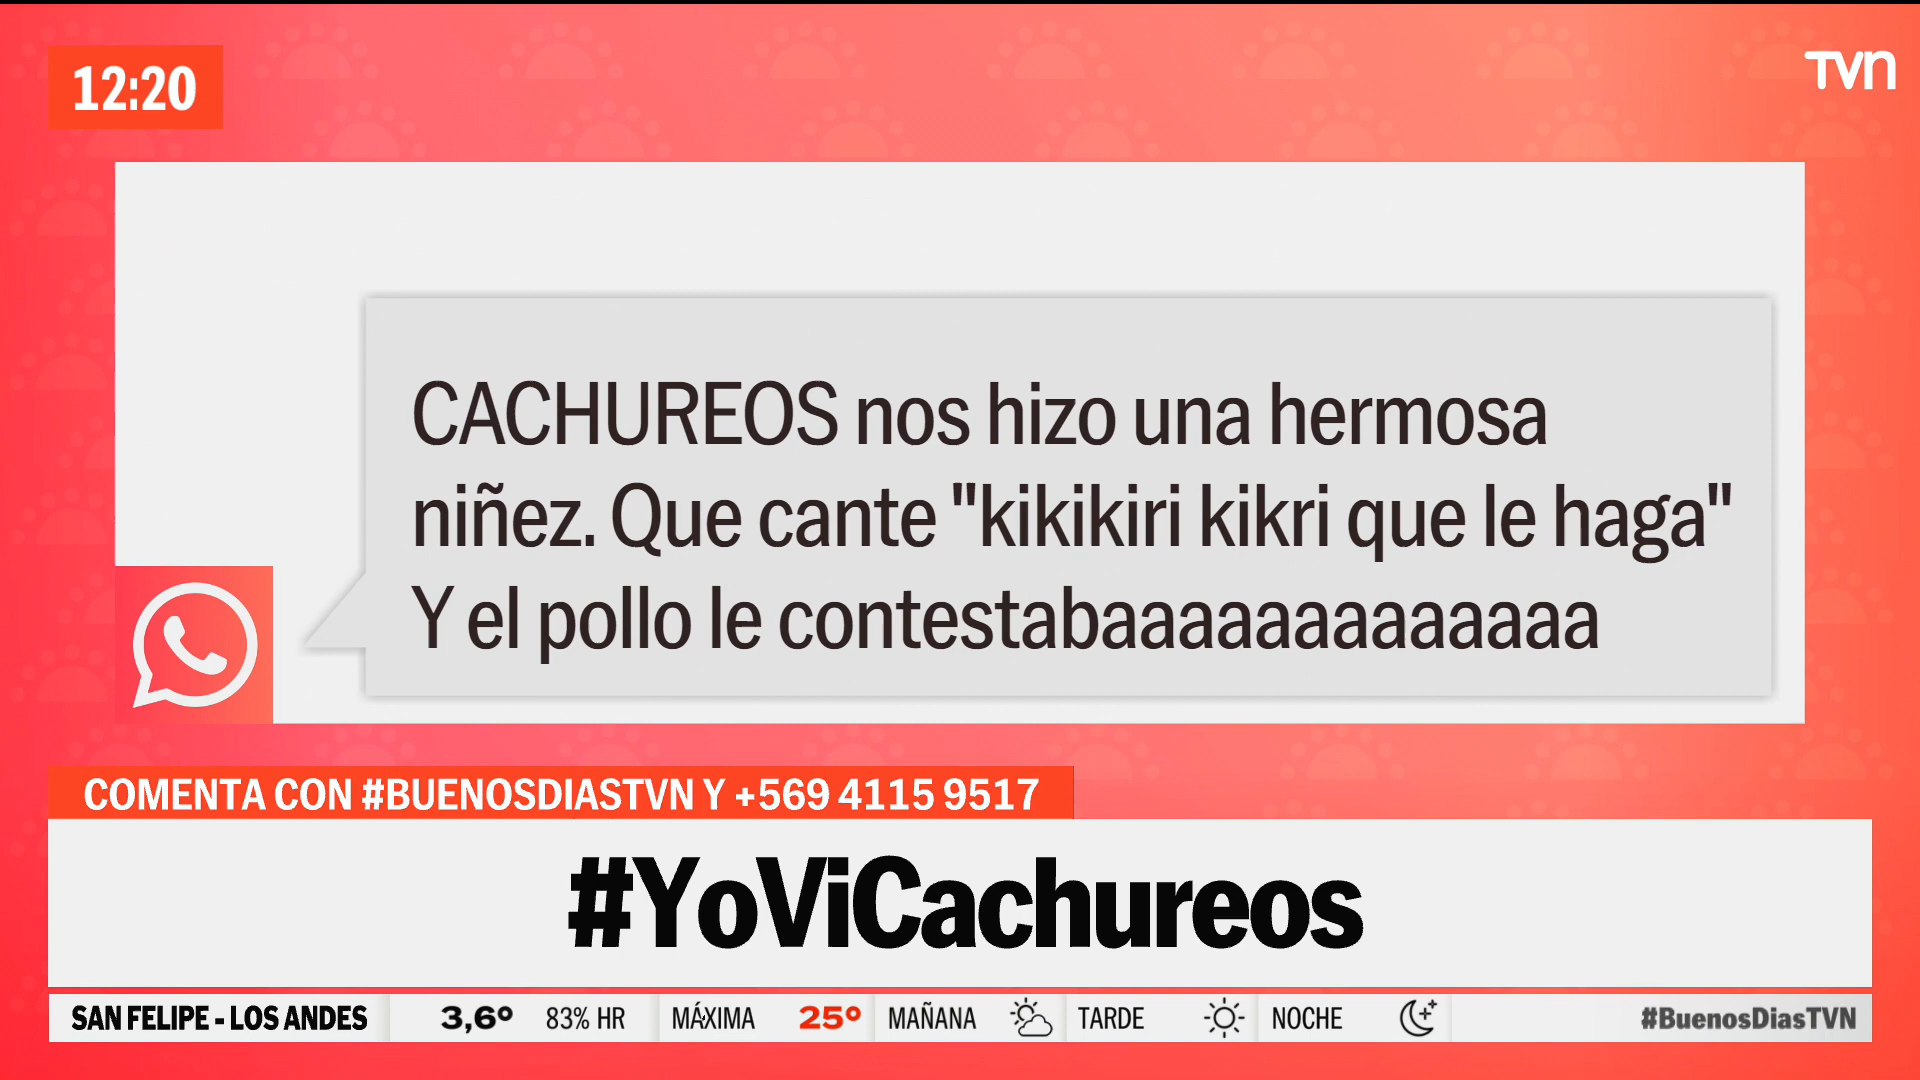 12:20
TVN
CACHUREOS nos hizo una hermosa
niñez. Que cante "kikikiri kikri que le haga"
Y el pollo le contestabaaaaaaaaaaaaa
COMENTA CON #BUENOSDIASTVN Y +569 4115 9517
#YoViCachureos
SAN FELIPE - LOS ANDES 3,6° 83% HR MÁXIMA 25° MAÑANA TARDE NOCHE #BuenosDiasTVN